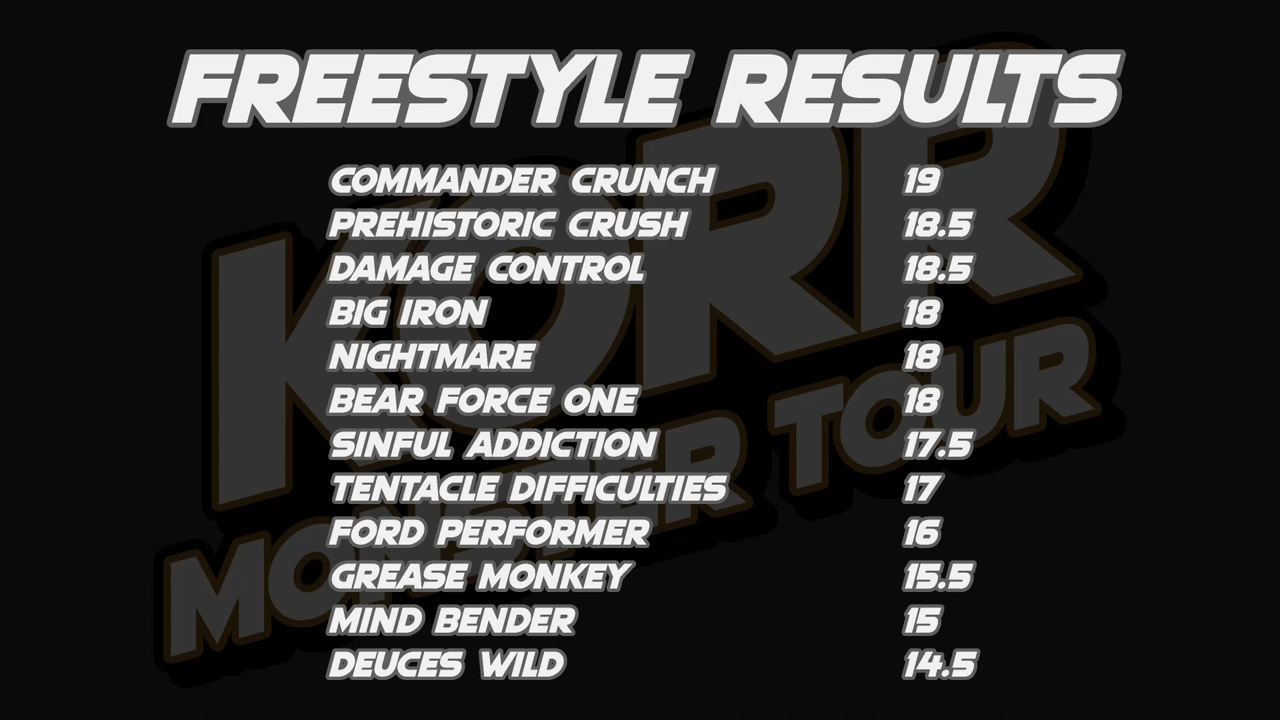 FREESTYLE RESULTS
COMMANDER CRUNCH 19
PREHISTORIC CRUSH 18.5
DAMAGE CONTROL 18.5
BIG IRON 18
NIGHTMARE 18
BEAR FORCE ONE 18
SINFUL ADDICTION 17.5
TENTACLE DIFFICULTIES 17
FORD PERFORMER 16
GREASE MONKEY 15.5
MIND BENDER 15
DEUCES WILD 14.5
KORR
MONSTER TOUR